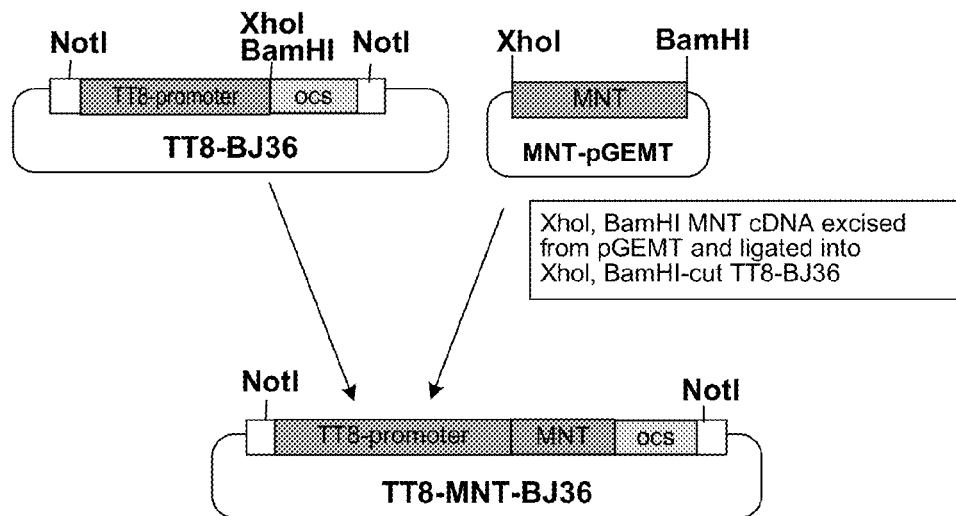 NotI
XhoI
BamHI
NotI
TT8-promoter
ocs
TT8-BJ36
XhoI
BamHI
MNT
MNT-pGEMT
XhoI, BamHI MNT cDNA excised
from pGEMT and ligated into
XhoI, BamHI-cut TT8-BJ36
NotI
NotI
TT8-promoter
MNT
ocs
TT8-MNT-BJ36